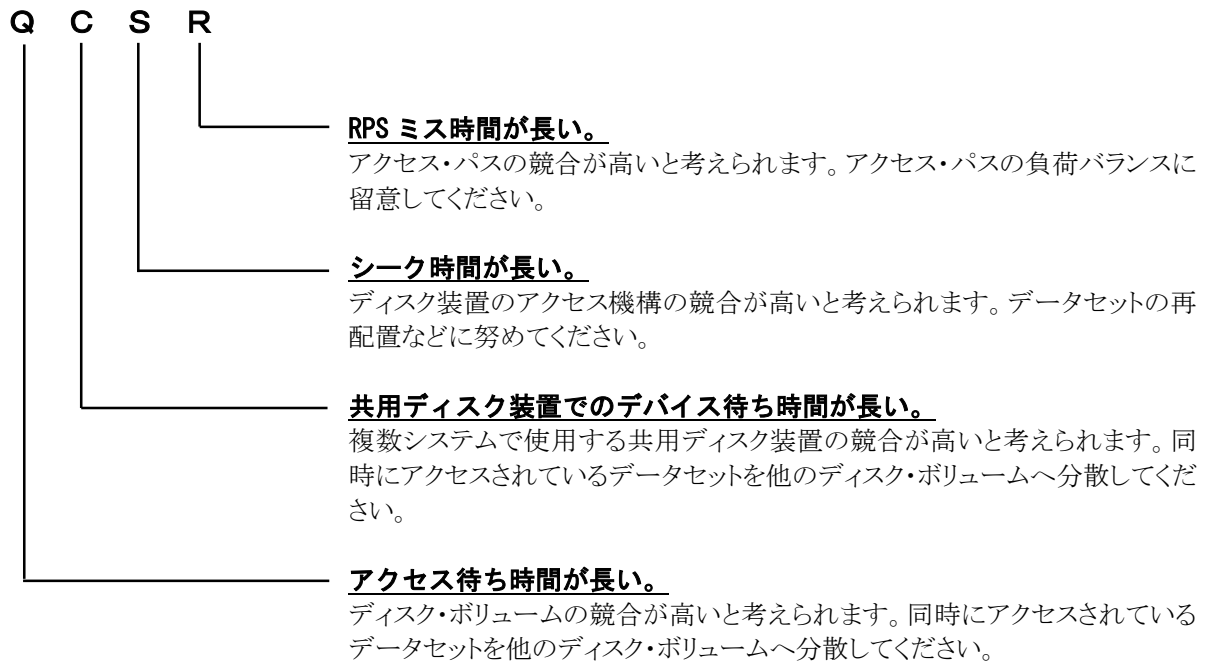 Q C S R
RPS ミス時間が長い。
アクセス・パスの競合が高いと考えられます。アクセス・パスの負荷バランスに
留意してください。
シーク時間が長い。
ディスク装置のアクセス機構の競合が高いと考えられます。データセットの再
配置などに努めてください。
共用ディスク装置でのデバイス待ち時間が長い。
複数システムで使用する共用ディスク装置の競合が高いと考えられます。同
時にアクセスされているデータセットを他のディスク・ボリュームへ分散してくだ
さい。
アクセス待ち時間が長い。
ディスク・ボリュームの競合が高いと考えられます。同時にアクセスされている
データセットを他のディスク・ボリュームへ分散してください。